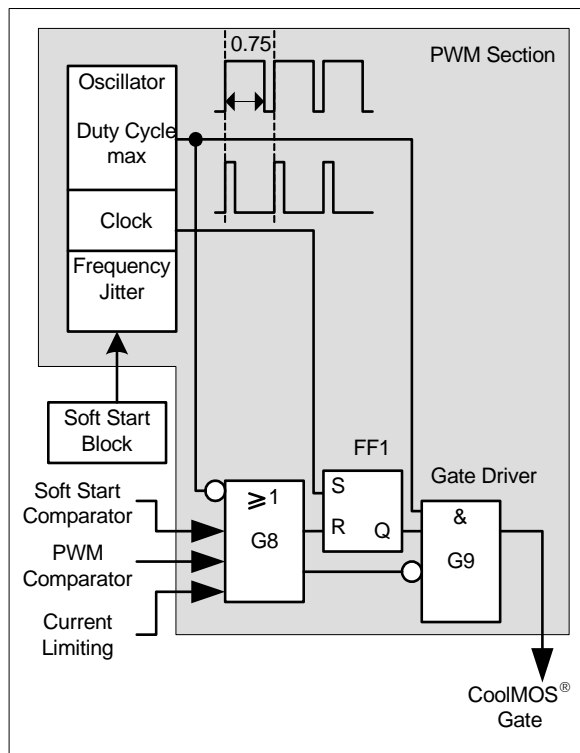 0.75
PWM Section
Oscillator
Duty Cycle
max
Clock
Frequency
Jitter
Soft Start
Block
FF1
Gate Driver
Soft Start
Comparator
PWM
Comparator
Current
Limiting
≥1
G8
S
R
Q
&
G9
CoolMOS®
Gate